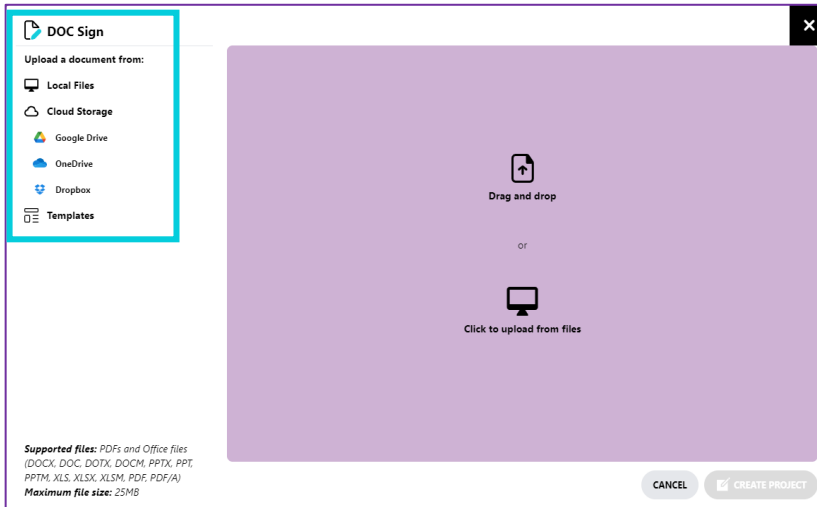 DOC Sign
Upload a document from:
Local Files
Cloud Storage
Google Drive
OneDrive
Dropbox
Templates
Drag and drop
or
Click to upload from files
Supported files: PDFs and Office files
(DOCX, DOC, DOTX, DOCM, PPTX, PPT,
PPTM, XLS, XLSX, XLSM, PDF, PDF/A)
Maximum file size: 25MB
CANCEL
CREATE PROJECT